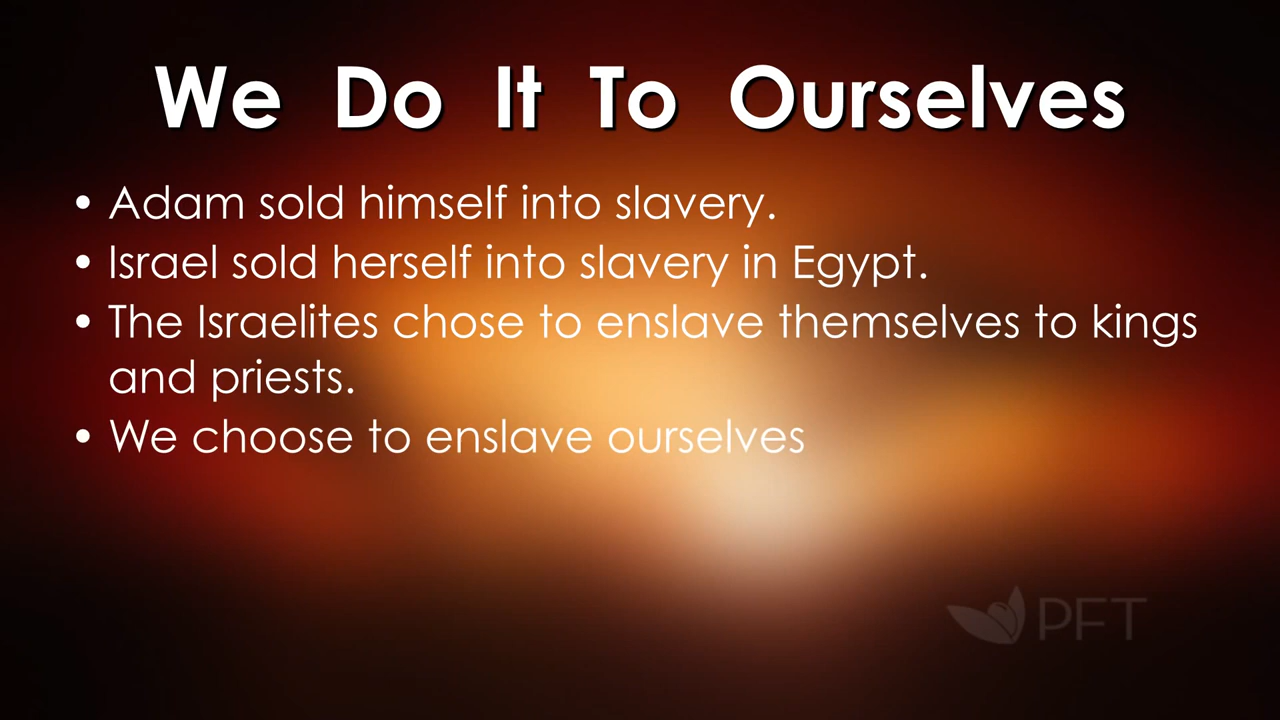 We Do It To Ourselves
• Adam sold himself into slavery.
• Israel sold herself into slavery in Egypt.
• The Israelites chose to enslave themselves to kings
and priests.
• We choose to enslave ourselves
PFT